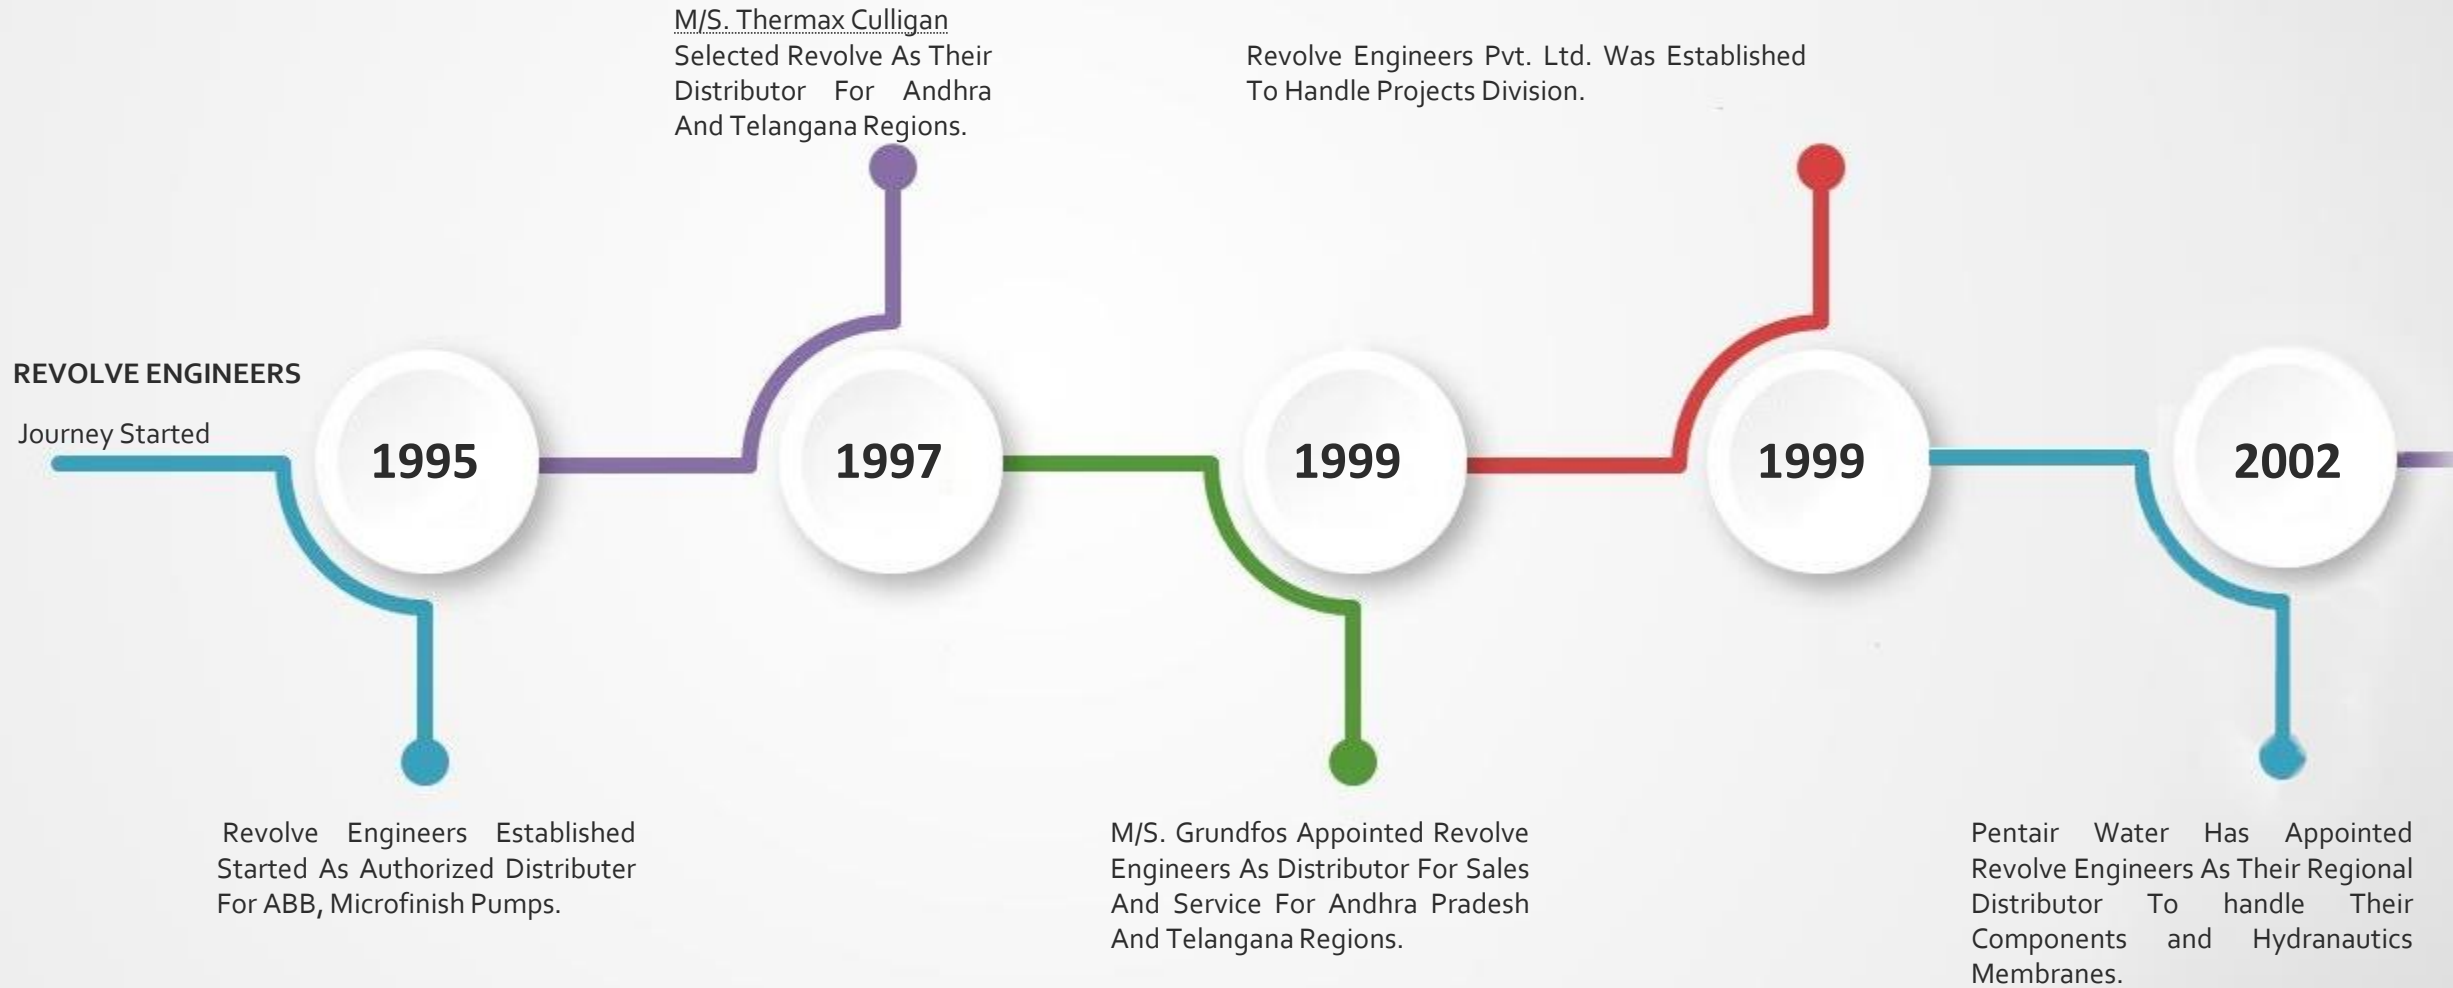 REVOLVE ENGINEERS
Journey Started
1995
Revolve Engineers Established
Started As Authorized Distributer
For ABB, Microfinish Pumps.
M/S. Thermax Culligan
Selected Revolve As Their
Distributor For Andhra
And Telangana Regions.
1997
1999
M/S. Grundfos Appointed Revolve
Engineers As Distributor For Sales
And Service For Andhra Pradesh
And Telangana Regions.
Revolve Engineers Pvt. Ltd. Was Established
To Handle Projects Division.
1999
2002
Pentair Water Has Appointed
Revolve Engineers As Their Regional
Distributor To handle Their
Components and Hydranautics
Membranes.